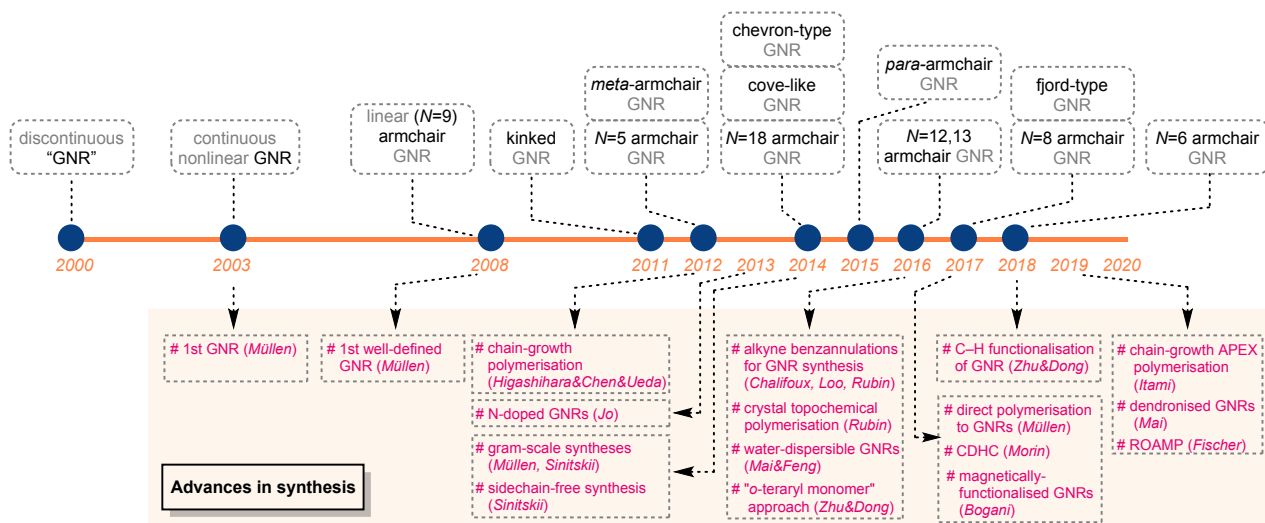 discontinuous
"GNR"
continuous
nonlinear GNR
linear (N=9)
armchair
GNR
kinked
GNR
meta-armchair
GNR
N=5 armchair
GNR
chevron-type
GNR
cove-like
GNR
N=18 armchair
GNR
para-armchair
GNR
N=12,13
armchair GNR
fjord-type
GNR
N=8 armchair
GNR
N=6 armchair
GNR
2000
2003
2008
2011
2012
2013
2014
2015
2016
2017
2018
2019
2020
# 1st GNR (Müllen)
# 1st well-defined
GNR (Müllen)
# chain-growth
polymerisation
(Higashihara&Chen&Ueda)
# N-doped GNRs (Jo)
# gram-scale syntheses
(Müllen, Sinitskii)
# sidechain-free synthesis
(Sinitskii)
# alkyne benzannulations
for GNR synthesis
(Chalifoux, Loo, Rubin)
# crystal topochemical
polymerisation (Rubin)
# water-dispersible GNRs
(Mai&Feng)
# "o-teraryl monomer"
approach (Zhu&Dong)
# C–H functionalisation
of GNR (Zhu&Dong)
# direct polymerisation
to GNRs (Müllen)
# CDHC (Morin)
# magnetically-
functionalised GNRs
(Bogani)
# chain-growth APEX
polymerisation
(Itami)
# dendronised GNRs
(Mai)
# ROAMP (Fischer)
Advances in synthesis